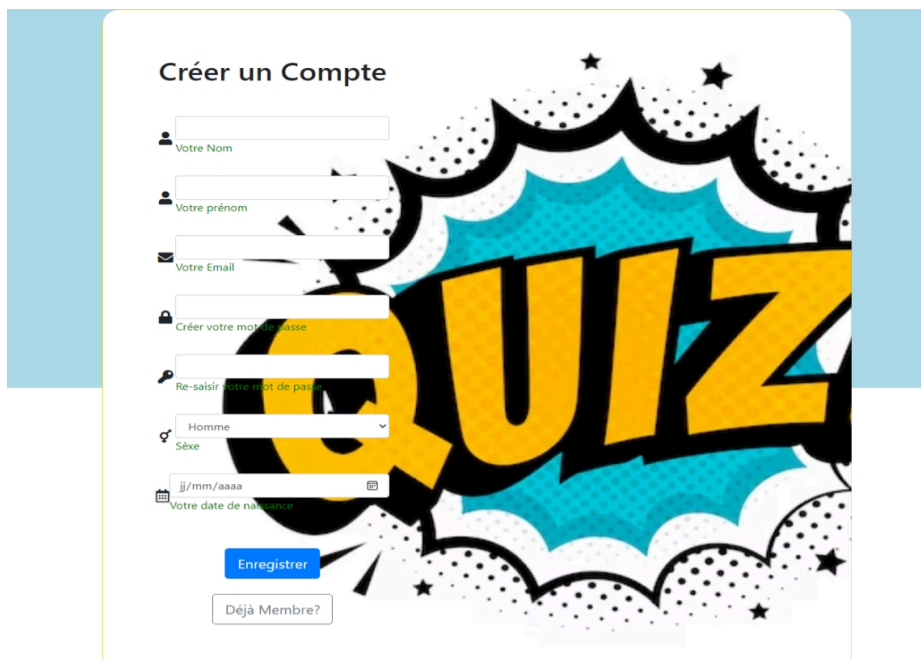 Créer un Compte
Votre Nom
Votre prénom
Votre Email
Créer votre mot de passe
Re-saisir votre mot de passe
Homme
Sèxe
jj/mm/aaaa
Votre date de naissance
Enregistrer
Déjà Membre?
QUIZ